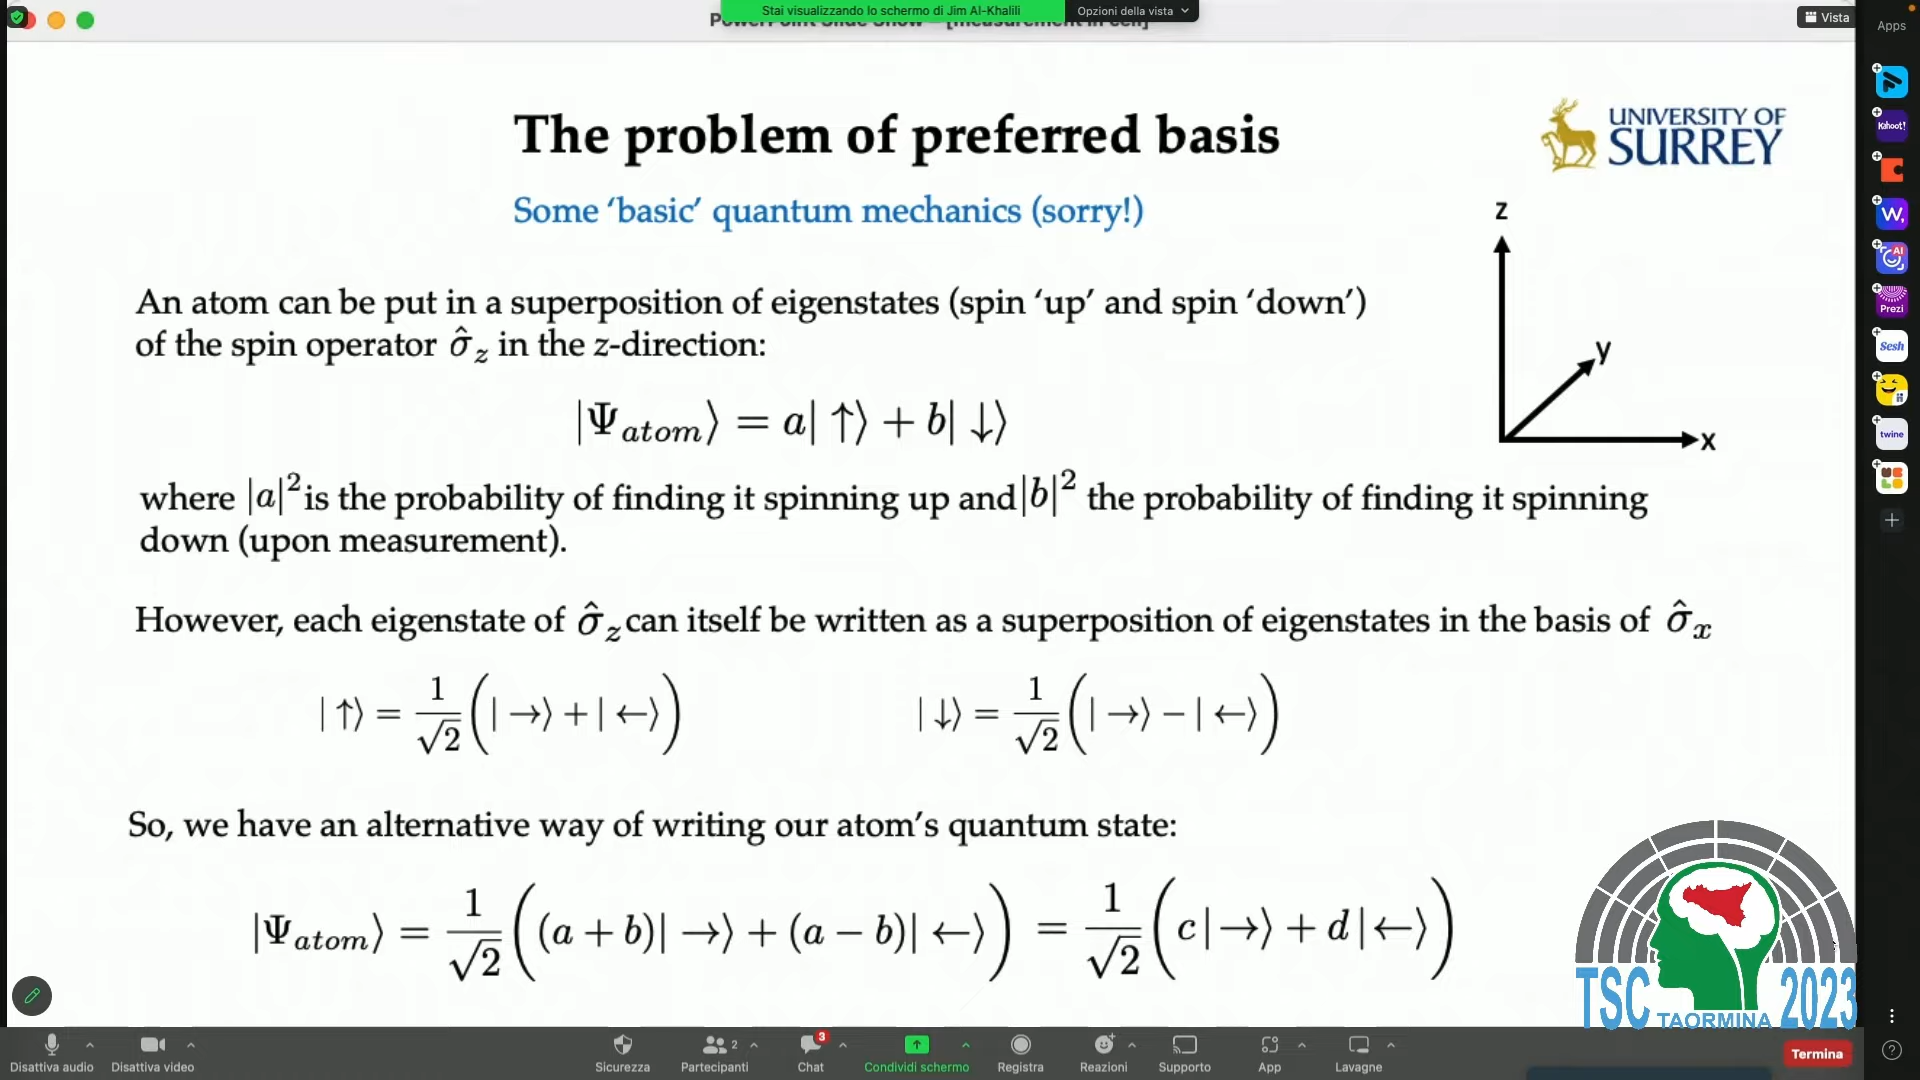 Stai visualizzando lo schermo di Jim Al-Khalili
Opzioni della vista
Vista
Apps
The problem of preferred basis
UNIVERSITY OF
SURREY
Some ‘basic’ quantum mechanics (sorry!)
z
y
x
An atom can be put in a superposition of eigenstates (spin ‘up’ and spin ‘down’)
of the spin operator σ̂_z in the z-direction:
|Ψ_atom⟩ = a|↑⟩ + b|↓⟩
where |a|² is the probability of finding it spinning up and |b|² the probability of finding it spinning
down (upon measurement).
However, each eigenstate of σ̂_z can itself be written as a superposition of eigenstates in the basis of σ̂_x
|↑⟩ = 1/√2 (|→⟩ + |←⟩) |↓⟩ = 1/√2 (|→⟩ − |←⟩)
So, we have an alternative way of writing our atom’s quantum state:
|Ψ_atom⟩ = 1/√2 ((a + b)|→⟩ + (a − b)|←⟩) = 1/√2 (c|→⟩ + d|←⟩)
TSC 2023
TAORMINA
Kahoot!
W,
AI
Prezi
Sesh
twine
Disattiva audio
Disattiva video
Sicurezza
2
Partecipanti
3
Chat
Condividi schermo
Registra
Reazioni
Supporto
App
Lavagne
Termina